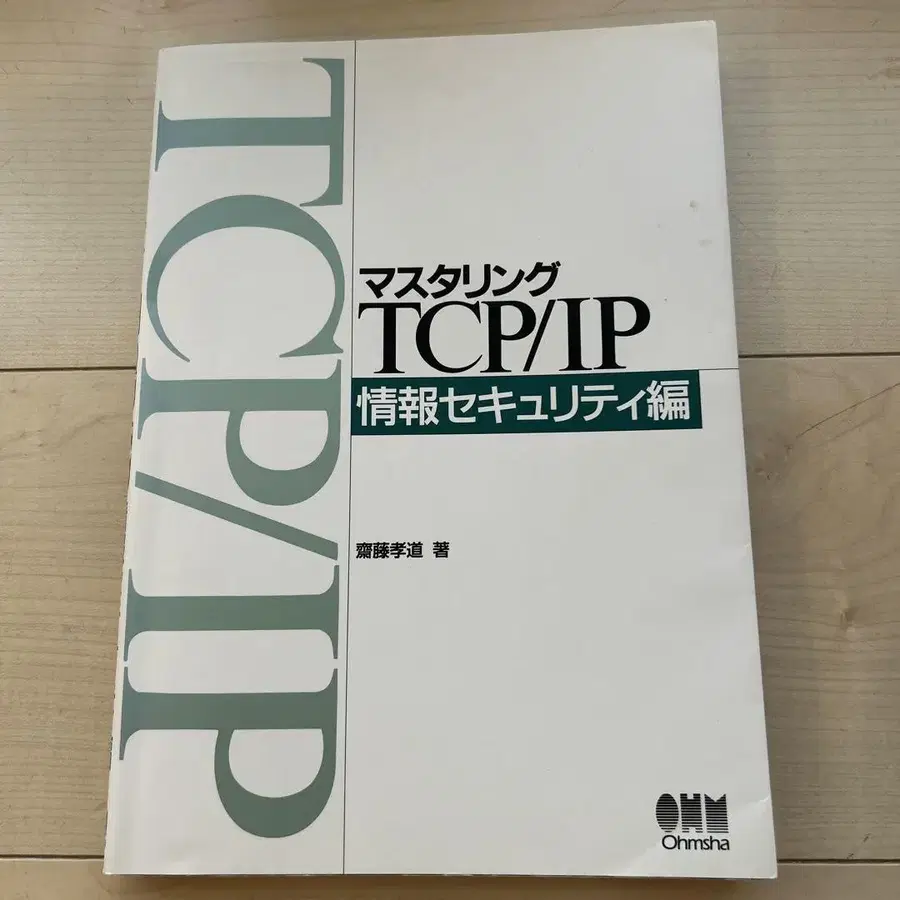 TCP/IP
マスタリング
TCP/IP
情報セキュリティ編
齋藤孝道 著
OHM
Ohmsha